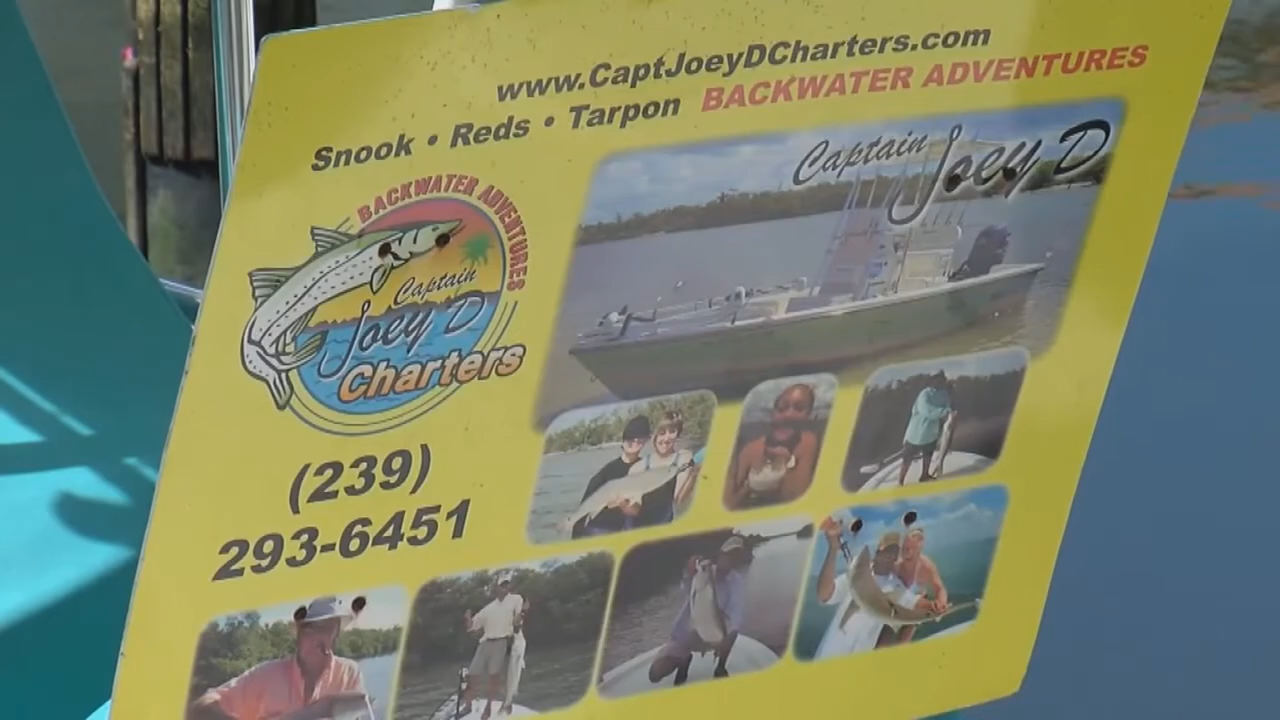 www.CaptJoeyDCharters.com
Snook • Reds • Tarpon BACKWATER ADVENTURES
Captain Joey D
BACKWATER ADVENTURES
Captain
Joey D
Charters
(239)
293-6451